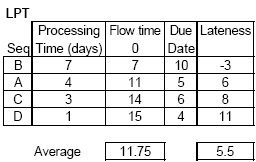 LPT
Processing Flow time Due Lateness
Seq Time (days) 0 Date
B 7 7 10 -3
A 4 11 5 6
C 3 14 6 8
D 1 15 4 11
Average 11.75 5.5